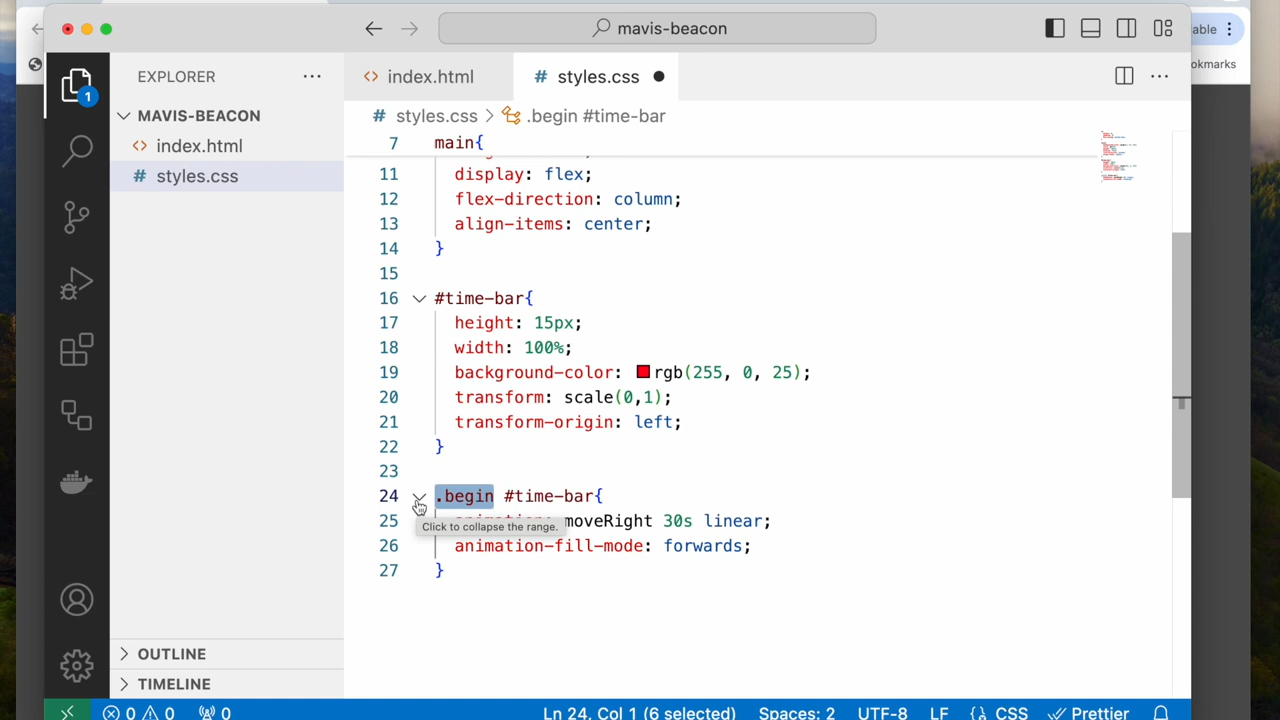 mavis-beacon
able
EXPLORER
index.html
# styles.css
ookmarks
1
MAVIS-BEACON
# styles.css > .begin #time-bar
7 main{
<> index.html
# styles.css
11 display: flex;
12 flex-direction: column;
13 align-items: center;
14 }
15
16 #time-bar{
17 height: 15px;
18 width: 100%;
19 background-color: rgb(255, 0, 25);
20 transform: scale(0,1);
21 transform-origin: left;
22 }
23
24 .begin #time-bar{
25 moveRight 30s linear;
Click to collapse the range.
26 animation-fill-mode: forwards;
27 }
OUTLINE
TIMELINE
0 0 0
Ln 24, Col 1 (6 selected) Spaces: 2 UTF-8 LF {} CSS Prettier